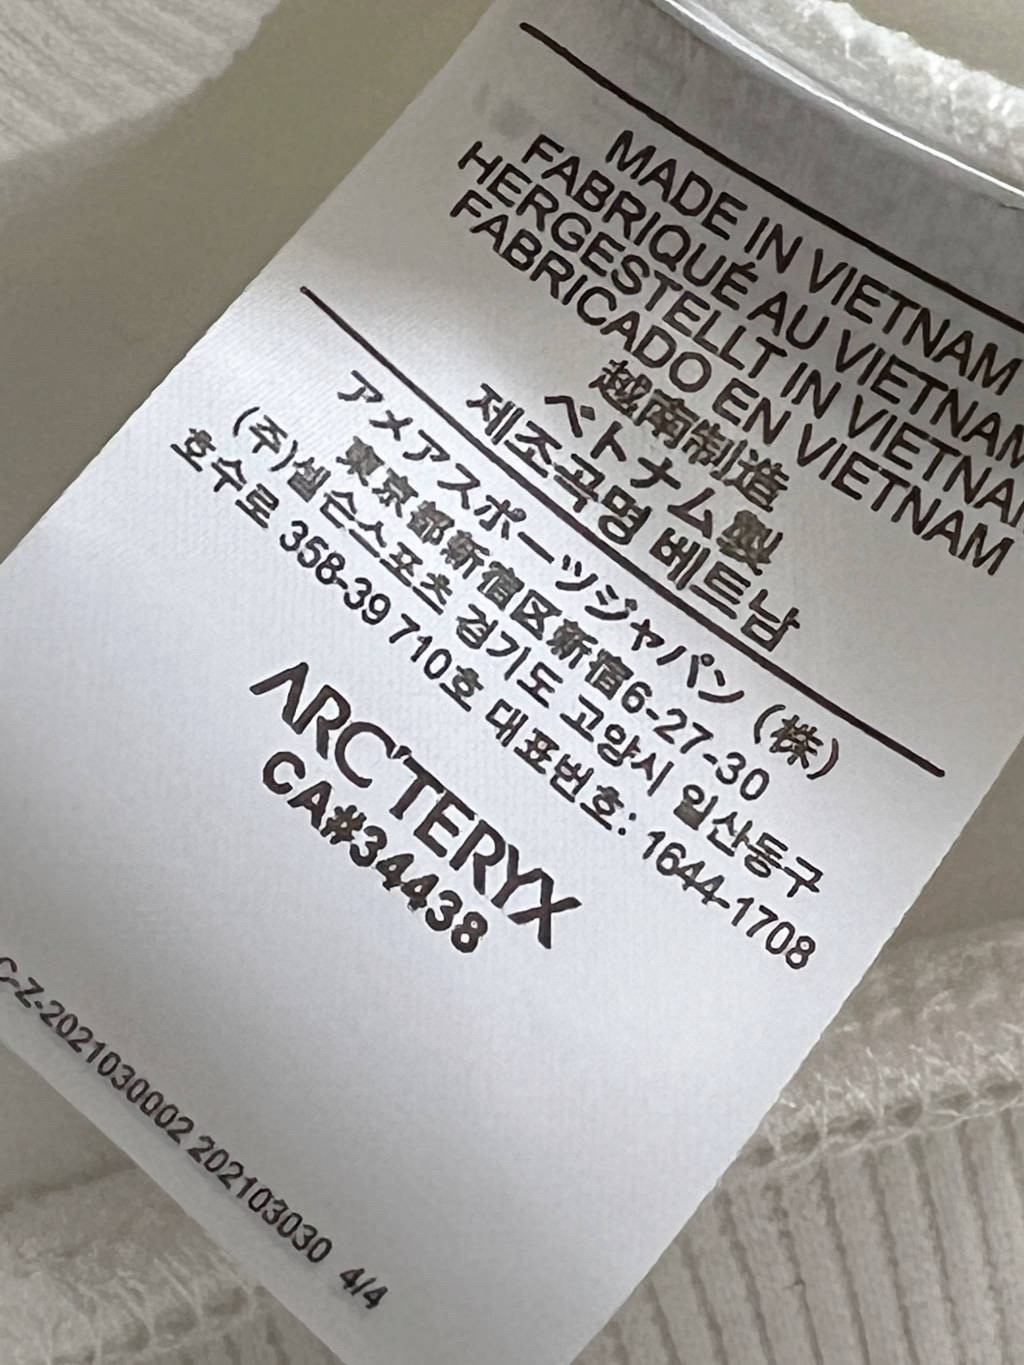 MADE IN VIETNAM
FABRIQUÉ AU VIETNAM
HERGESTELLT IN VIETNAM
FABRICADO EN VIETNAM
越南制造
ベトナム製
제조국명 베트남
アメアスポーツジャパン（株）
東京都新宿区新宿6-27-30
(주)넬슨스포츠 경기도 고양시 일산동구
호수로 358-39 710호 대표번호: 1644-1708
ARC'TERYX
CA#34438
C-Z-2021030002 202103030 4/4